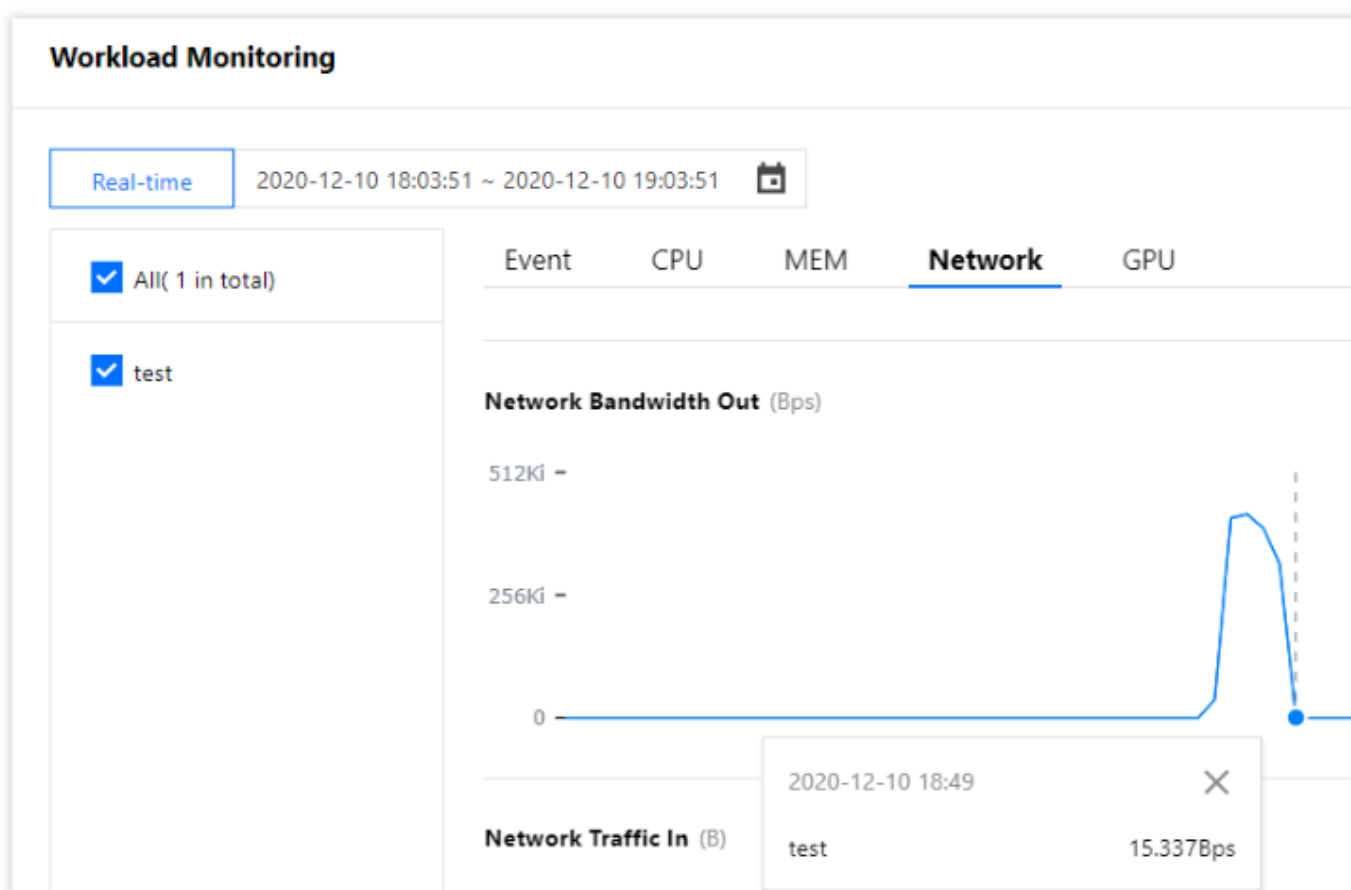 Workload Monitoring
Real-time 2020-12-10 18:03:51 ~ 2020-12-10 19:03:51
All( 1 in total)
test
Event CPU MEM Network GPU
Network Bandwidth Out (Bps)
512Ki
256Ki
0
2020-12-10 18:49
test 15.337Bps
Network Traffic In (B)